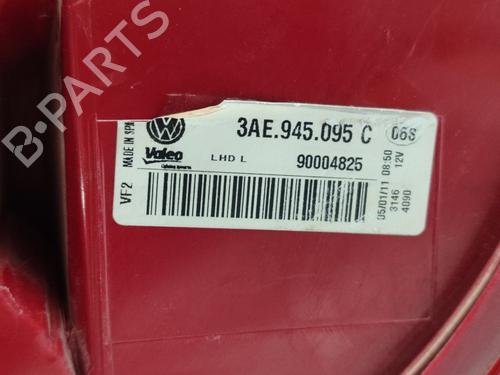 B-PARTS
MADE IN SPAIN
VF2
Valeo
3AE.945.095 C
06S
LHD L
90004825
05/01/11 08:50
12V
3146
4090